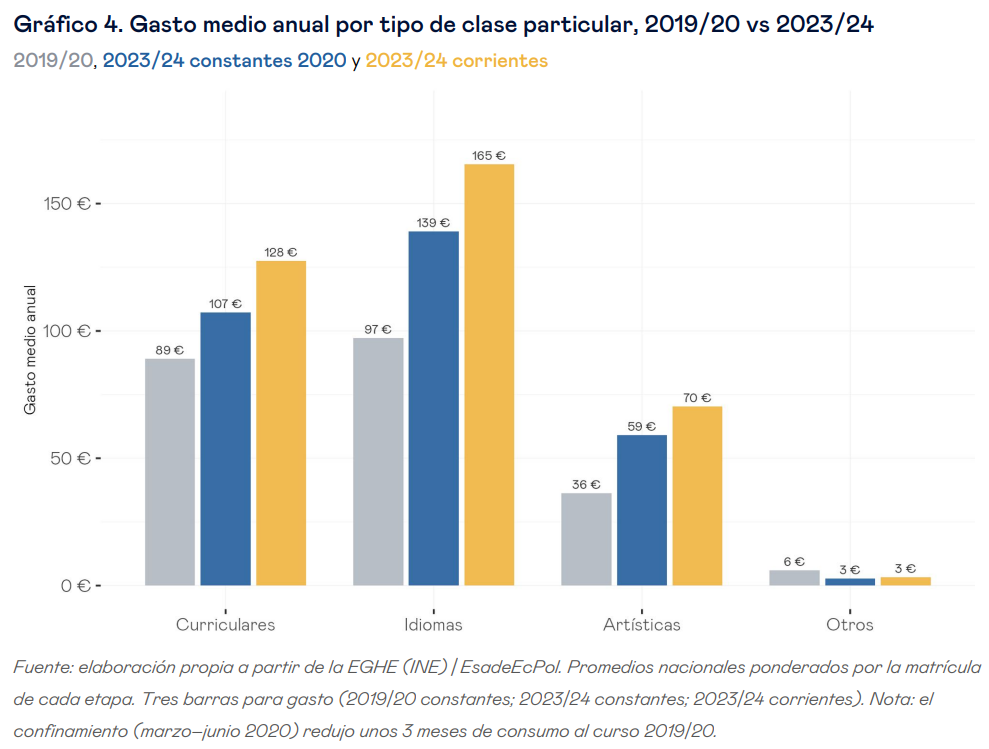 Gráfico 4. Gasto medio anual por tipo de clase particular, 2019/20 vs 2023/24
2019/20, 2023/24 constantes 2020 y 2023/24 corrientes
Gasto medio anual
150 €
100 €
50 €
0 €
89 €
107 €
128 €
97 €
139 €
165 €
36 €
59 €
70 €
6 €
3 €
3 €
Curriculares
Idiomas
Artísticas
Otros
Fuente: elaboración propia a partir de la EGHE (INE) | EsadeEcPol. Promedios nacionales ponderados por la matrícula
de cada etapa. Tres barras para gasto (2019/20 constantes; 2023/24 constantes; 2023/24 corrientes). Nota: el
confinamiento (marzo–junio 2020) redujo unos 3 meses de consumo al curso 2019/20.